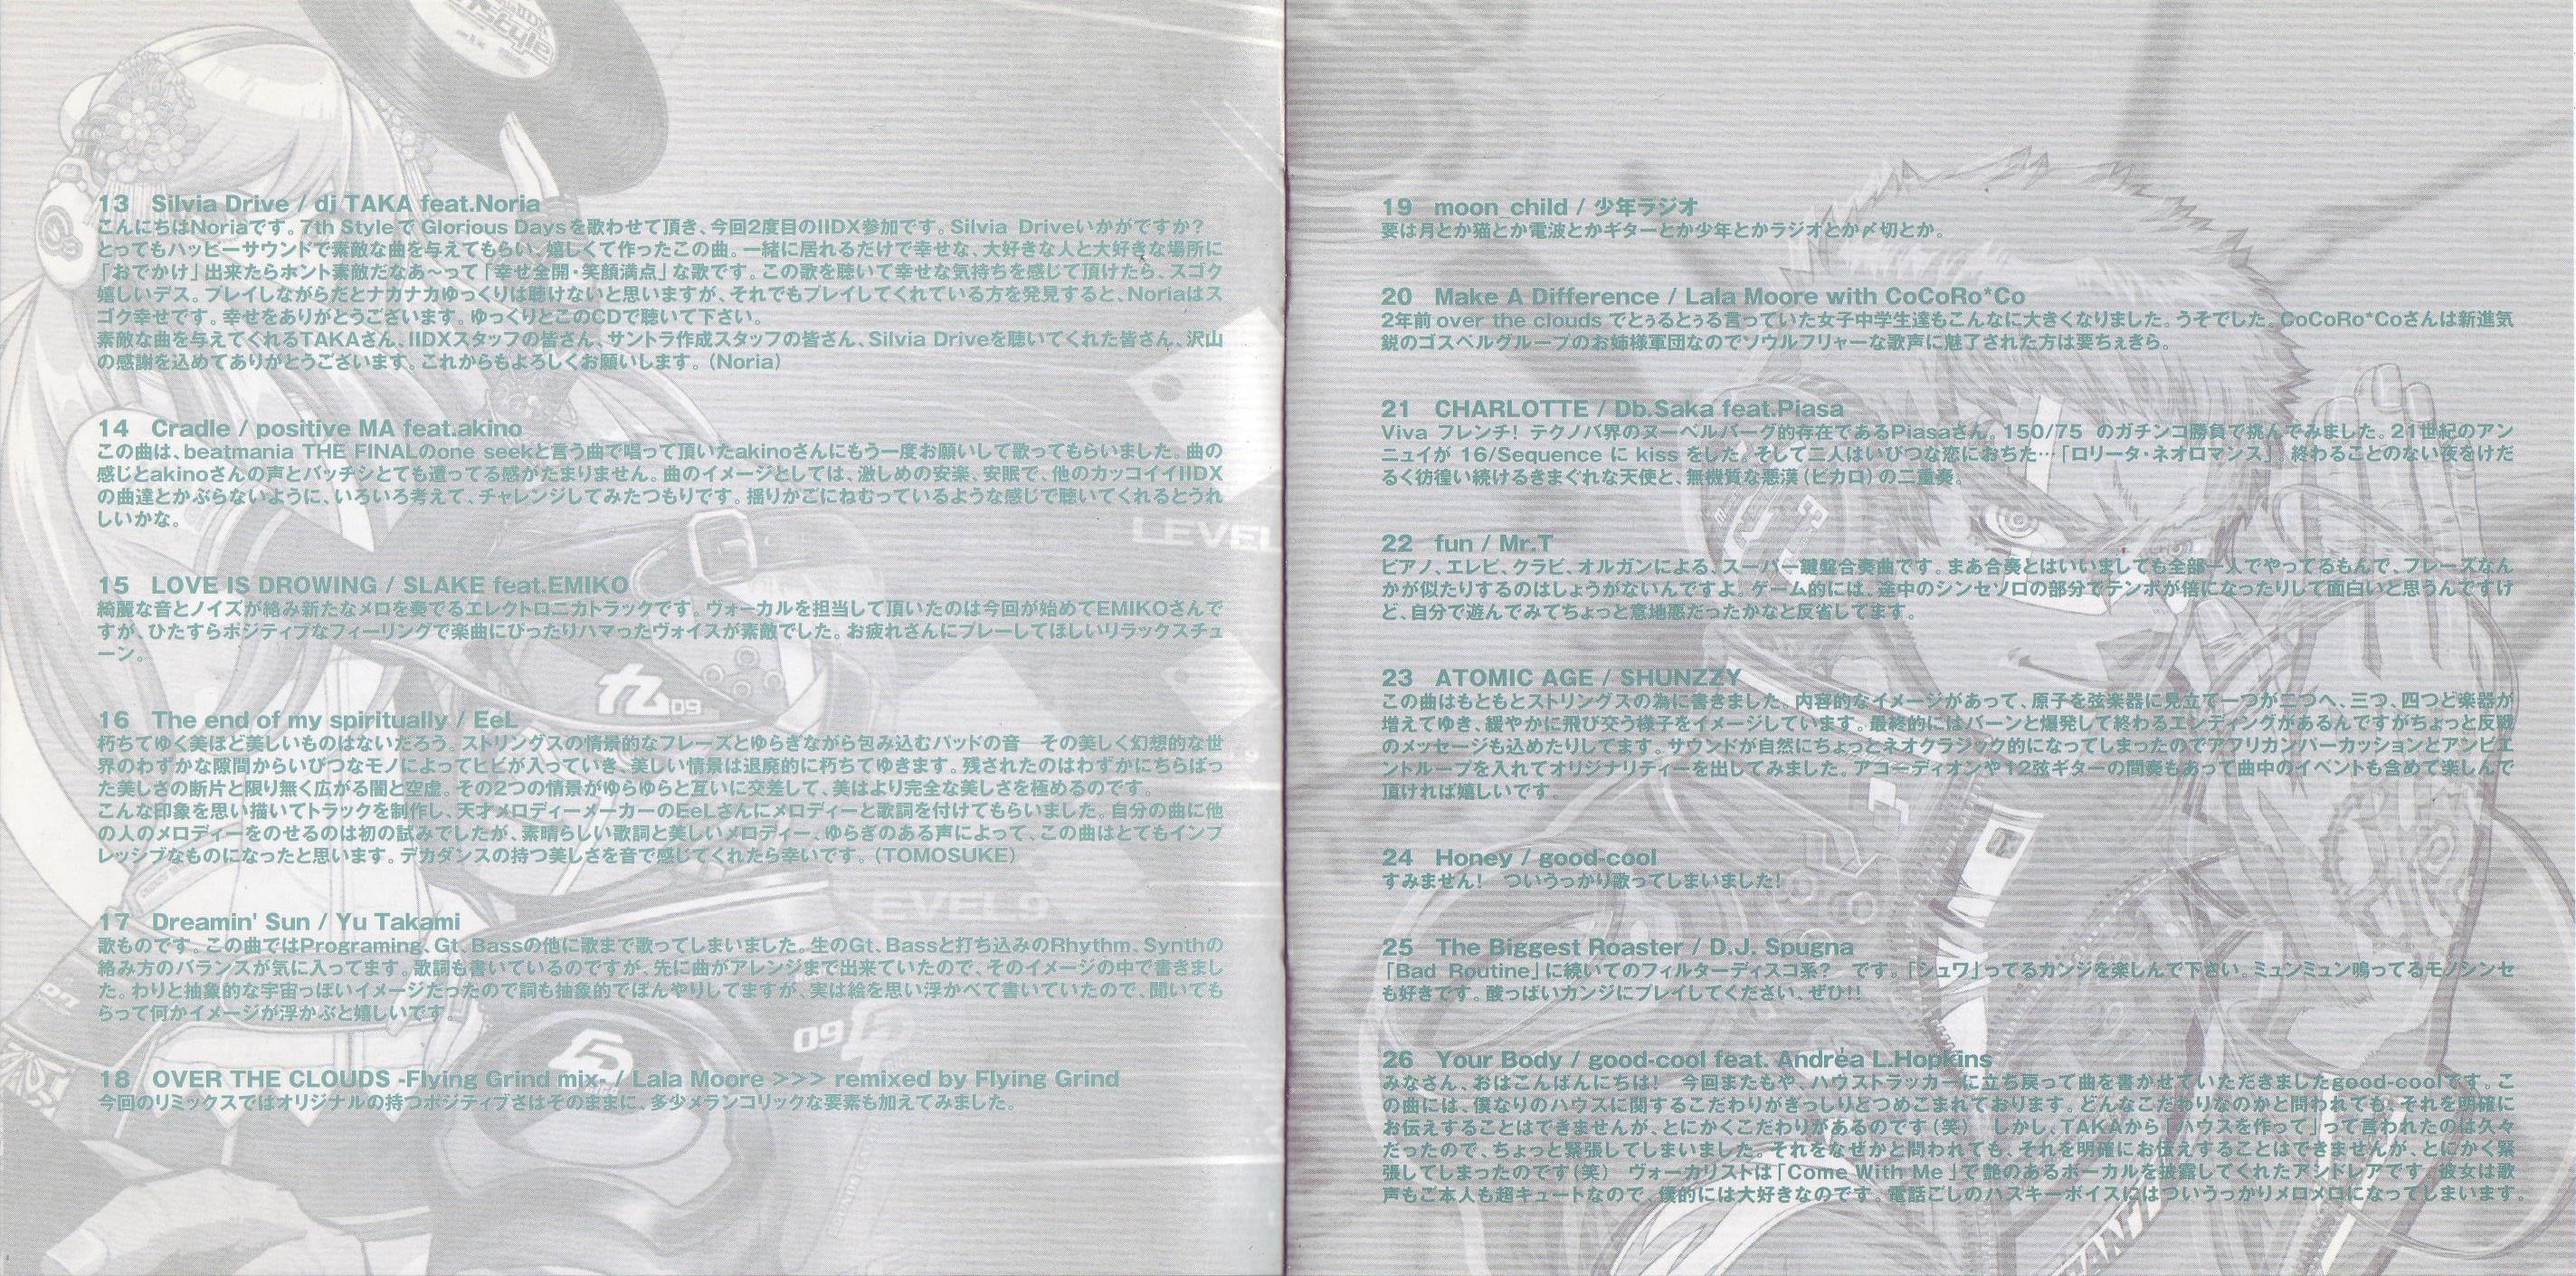 13 Silvia Drive / dj TAKA feat.Noria
こんにちはNoriaです。7th StyleでGlorious Daysを歌わせて頂き、今回2度目のIIDX参加です。Silvia Driveいかがですか?
とってもハッピーサウンドで素敵な曲を与えてもらい、嬉しくて作ったこの曲。一緒に居れるだけで幸せな、大好きな人と大好きな場所に
「おでかけ」出来たらホント素敵だなあ〜って「幸せ全開・笑顔満点」な歌です。この歌を聴いて幸せな気持ちを感じて頂けたら、スゴク
嬉しいデス。プレイしながらだとナカナカゆっくりは聴けないと思いますが、それでもプレイしてくれている方を発見すると、Noriaはス
ゴク幸せです。幸せをありがとうございます。ゆっくりとこのCDで聴いて下さい。
素敵な曲を与えてくれるTAKAさん、IIDXスタッフの皆さん、サントラ作成スタッフの皆さん、Silvia Driveを聴いてくれた皆さん、沢山
の感謝を込めてありがとうございます。これからもよろしくお願いします。(Noria)
14 Cradle / positive MA feat.akino
この曲は、beatmania THE FINALのone seekと言う曲で唱って頂いたakinoさんにもう一度お願いして歌ってもらいました。曲の
感じとakinoさんの声とバッチシとても遭ってる感がたまりません。曲のイメージとしては、激しめの安楽、安眠で、他のカッコイイIIDX
の曲達とかぶらないように、いろいろ考えて、チャレンジしてみたつもりです。揺りかごにねむっているような感じで聴いてくれるとうれ
しいかな。
15 LOVE IS DROWING / SLAKE feat.EMIKO
綺麗な音とノイズが絡み新たなメロを奏でるエレクトロニカトラックです。ヴォーカルを担当して頂いたのは今回が始めてEMIKOさんで
すが、ひたすらポジティブなフィーリングで楽曲にぴったりハマったヴォイスが素敵でした。お疲れさんにプレーしてほしいリラックスチュ
ーン。
16 The end of my spiritually / EeL
朽ちてゆく美ほど美しいものはないだろう。ストリングスの情景的なフレーズとゆらぎながら包み込むパッドの音―その美しく幻想的な世
界のわずかな隙間からいびつなモノによってヒビが入っていき、美しい情景は退廃的に朽ちてゆきます。残されたのはわずかにちらばっ
た美しさの断片と限り無く広がる闇と空虚。その2つの情景がゆらゆらと互いに交差して、美はより完全な美しさを極めるのです。
こんな印象を思い描いてトラックを制作し、天才メロディーメーカーのEeLさんにメロディーと歌詞を付けてもらいました。自分の曲に他
の人のメロディーをのせるのは初の試みでしたが、素晴らしい歌詞と美しいメロディー、ゆらぎのある声によって、この曲はとてもインプ
レッシブなものになったと思います。デカダンスの持つ美しさを音で感じてくれたら幸いです。(TOMOSUKE)
17 Dreamin' Sun / Yu Takami
歌ものです。この曲ではPrograming、Gt、Bassの他に歌まで歌ってしまいました。生のGt、Bassと打ち込みのRhythm、Synthの
絡み方のバランスが気に入ってます。歌詞も書いているのですが、先に曲がアレンジまで出来ていたので、そのイメージの中で書きまし
た。わりと抽象的な宇宙っぽいイメージだったので詞も抽象的でぼんやりしてますが、実は絵を思い浮かべて書いていたので、聞いても
らって何かイメージが浮かぶと嬉しいです。
18 OVER THE CLOUDS -Flying Grind mix- / Lala Moore >>> remixed by Flying Grind
今回のリミックスではオリジナルの持つポジティブさはそのままに、多少メランコリックな要素も加えてみました。
LEVEL
九09
LEVEL9
09
19 moon_child / 少年ラジオ
要は月とか猫とか電波とかギターとか少年とかラジオとか〆切とか。
20 Make A Difference / Lala Moore with CoCoRo*Co
2年前over the cloudsでとぅるとぅる言っていた女子中学生達もこんなに大きくなりました。うそでした。CoCoRo*Coさんは新進気
鋭のゴスペルグループのお姉様軍団なのでソウルフリャーな歌声に魅了された方は要ちぇきら。
21 CHARLOTTE / Db.Saka feat.Piasa
Viva フレンチ! テクノバ界のヌーベルバーグ的存在であるPiasaさん。150/75 のガチンコ勝負で挑んでみました。21世紀のアン
ニュイが 16/Sequence に kiss をした。そして二人はいびつな恋におちた…「ロリータ・ネオロマンス」 終わることのない夜をけだ
るく彷徨い続けるきまぐれな天使と、無機質な悪漢(ピカロ)の二重奏。
22 fun / Mr.T
ピアノ、エレピ、クラビ、オルガンによる、スーパー鍵盤合奏曲です。まあ合奏とはいいましても全部一人でやってるもんで、フレーズなん
かが似たりするのはしょうがないんですよ。ゲーム的には、途中のシンセソロの部分でテンポが倍になったりして面白いと思うんですけ
ど、自分で遊んでみてちょっと意地悪だったかなと反省してます。
23 ATOMIC AGE / SHUNZZY
この曲はもともとストリングスの為に書きました。内容的なイメージがあって、原子を弦楽器に見立て一つが二つへ、三つ、四つと楽器が
増えてゆき、緩やかに飛び交う様子をイメージしています。最終的にはバーンと爆発して終わるエンディングがあるんですがちょっと反戦
のメッセージも込めたりしてます。サウンドが自然にちょっとネオクラシック的になってしまったのでアフリカンパーカッションとアンビエ
ントループを入れてオリジナリティーを出してみました。アコーディオンや12弦ギターの間奏もあって曲中のイベントも含めて楽しんで
頂ければ嬉しいです。
24 Honey / good-cool
すみません! ついうっかり歌ってしまいました!
25 The Biggest Roaster / D.J. Spugna
「Bad Routine」に続いてのフィルターディスコ系? です。「シュワ」ってるカンジを楽しんで下さい。ミュンミュン鳴ってるモノシンセ
も好きです。酸っぱいカンジにプレイしてください、ぜひ!!
26 Your Body / good-cool feat. Andréa L.Hopkins
みなさん、おはこんばんにちは! 今回またもや、ハウストラッカーに立ち戻って曲を書かせていただきましたgood-coolです。こ
の曲には、僕なりのハウスに関するこだわりがぎっしりとつめこまれております。どんなこだわりなのかと問われても、それを明確に
お伝えすることはできませんが、とにかくこだわりがあるのです(笑) しかし、TAKAから「ハウスを作って」って言われたのは久々
だったので、ちょっと緊張してしまいました。それをなぜかと問われても、それを明確にお伝えすることはできませんが、とにかく緊
張してしまったのです(笑) ヴォーカリストは「Come With Me」で艶のあるボーカルを披露してくれたアンドレアです。彼女は歌
声もご本人も超キュートなので、僕的には大好きなのです。電話ごしのハスキーボイスにはついうっかりメロメロになってしまいます。